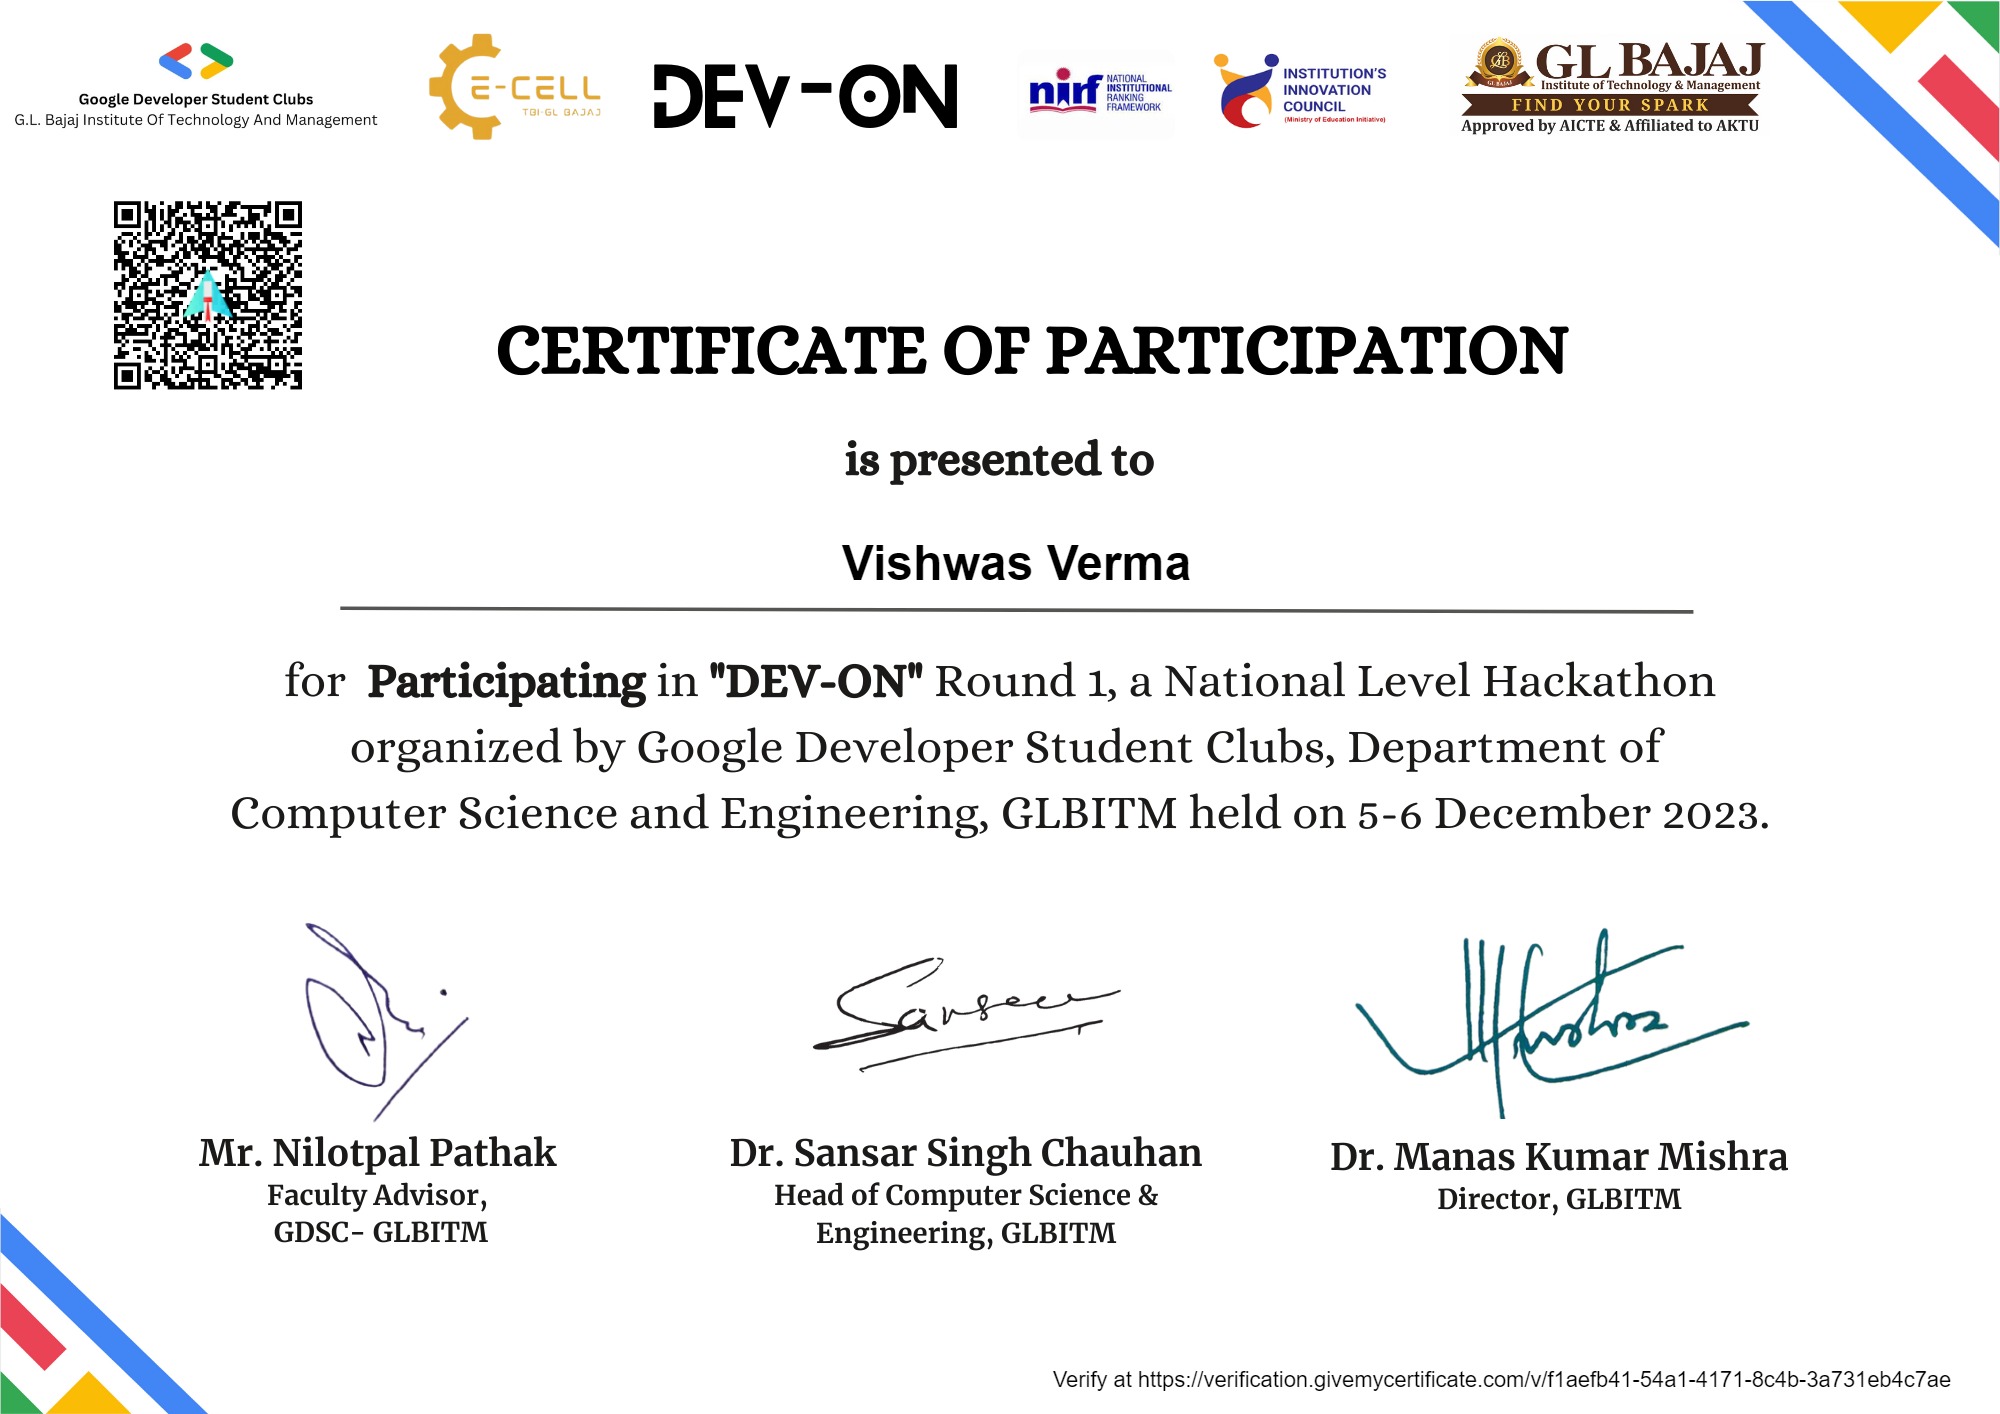 Google Developer Student Clubs
G.L. Bajaj Institute Of Technology And Management
E-CELL
TBI-GL BAJAJ
DEV-ON
nirf
NATIONAL
INSTITUTIONAL
RANKING
FRAMEWORK
INSTITUTION'S
INNOVATION
COUNCIL
(Ministry of Education Initiative)
GL BAJAJ
Institute of Technology & Management
FIND YOUR SPARK
Approved by AICTE & Affiliated to AKTU
CERTIFICATE OF PARTICIPATION
is presented to
Vishwas Verma
for Participating in "DEV-ON" Round 1, a National Level Hackathon
organized by Google Developer Student Clubs, Department of
Computer Science and Engineering, GLBITM held on 5-6 December 2023.
Mr. Nilotpal Pathak
Faculty Advisor,
GDSC- GLBITM
Dr. Sansar Singh Chauhan
Head of Computer Science &
Engineering, GLBITM
Dr. Manas Kumar Mishra
Director, GLBITM
Verify at https://verification.givemycertificate.com/v/f1aefb41-54a1-4171-8c4b-3a731eb4c7ae